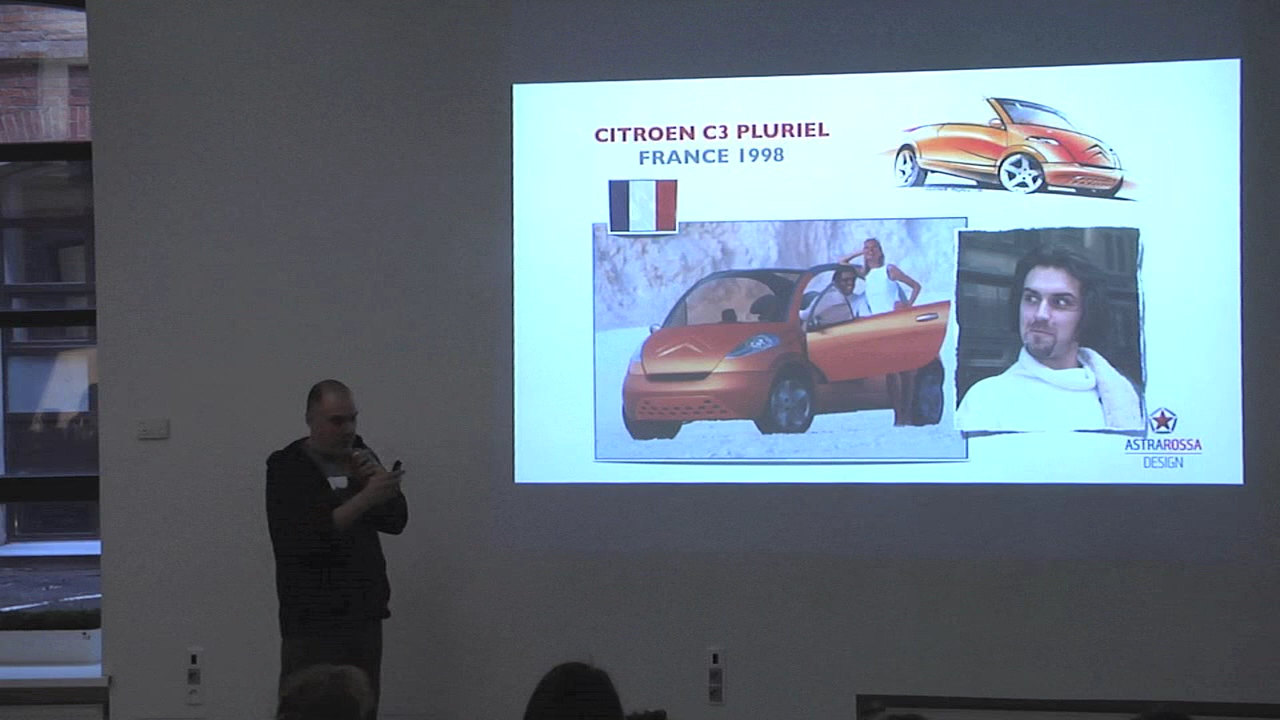 CITROEN C3 PLURIEL
FRANCE 1998
ASTRAROSSA
DESIGN